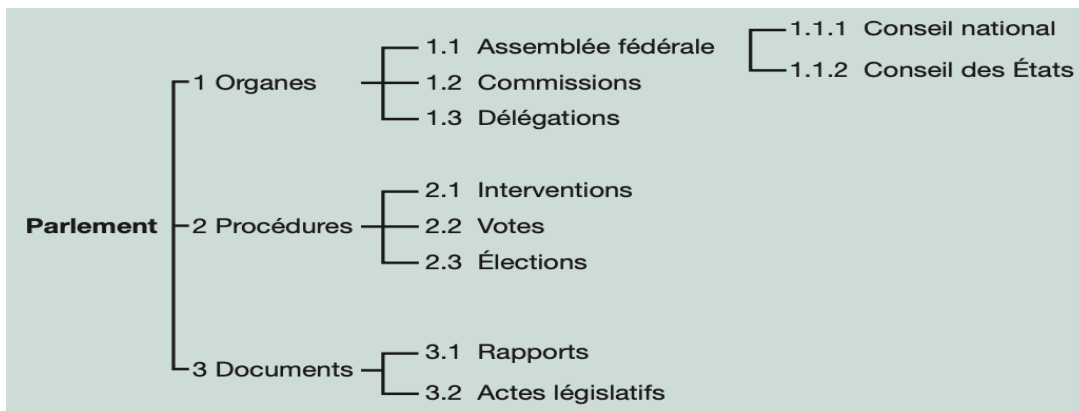 Parlement
1 Organes
1.1 Assemblée fédérale
1.1.1 Conseil national
1.1.2 Conseil des États
1.2 Commissions
1.3 Délégations
2 Procédures
2.1 Interventions
2.2 Votes
2.3 Élections
3 Documents
3.1 Rapports
3.2 Actes législatifs